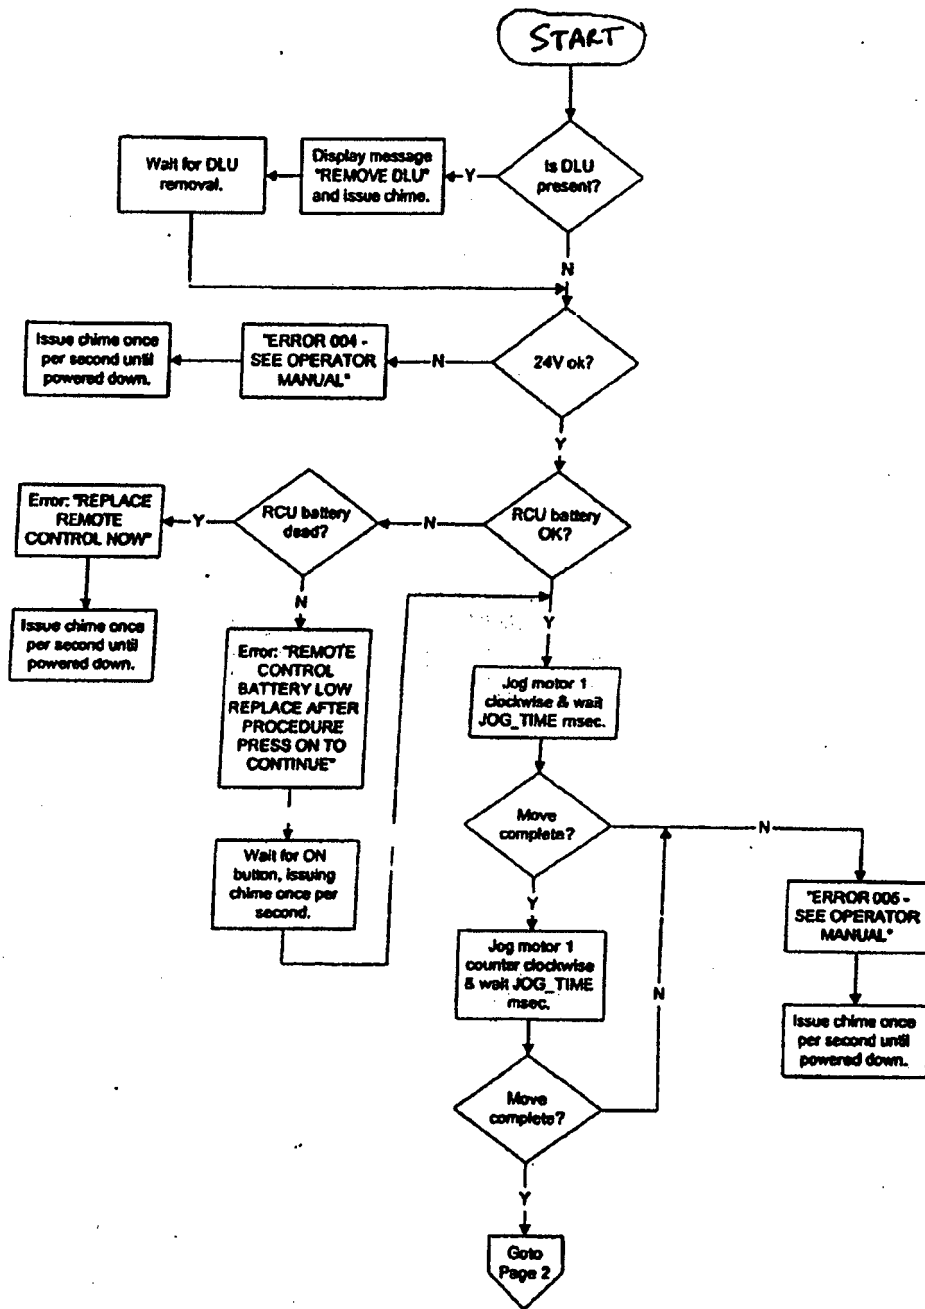 START
Is DLU
present?
Y
Display message
"REMOVE DLU"
and issue chime.
Wait for DLU
removal.
N
24V ok?
N
"ERROR 004 -
SEE OPERATOR
MANUAL"
Issue chime once
per second until
powered down.
Y
RCU battery
OK?
N
RCU battery
dead?
Y
Error: "REPLACE
REMOTE
CONTROL NOW"
Issue chime once
per second until
powered down.
N
Error: "REMOTE
CONTROL
BATTERY LOW
REPLACE AFTER
PROCEDURE
PRESS ON TO
CONTINUE"
Wait for ON
button, issuing
chime once per
second.
Y
Jog motor 1
clockwise & wait
JOG_TIME msec.
Move
complete?
N
"ERROR 005 -
SEE OPERATOR
MANUAL"
Issue chime once
per second until
powered down.
Y
Jog motor 1
counter clockwise
& wait JOG_TIME
msec.
Move
complete?
N
Y
Goto
Page 2